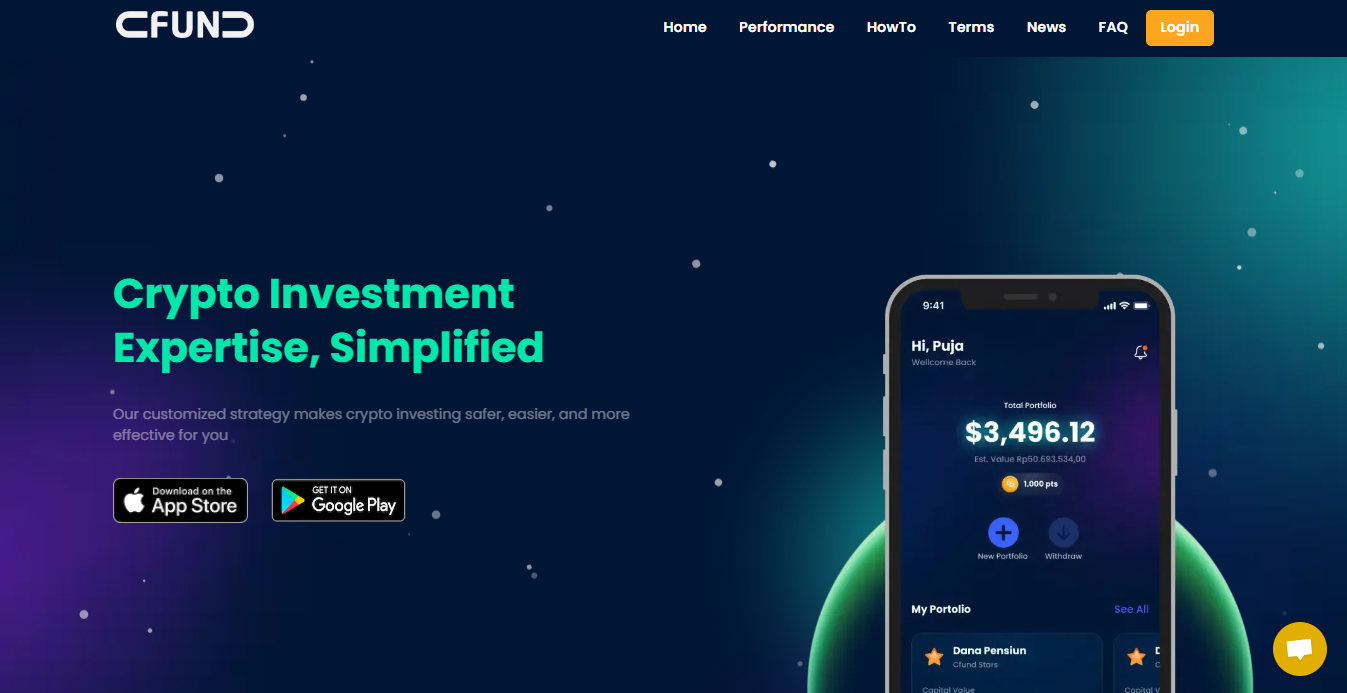 CFUND
Home Performance HowTo Terms News FAQ Login
Crypto Investment
Expertise, Simplified
Our customized strategy makes crypto investing safer, easier, and more
effective for you
Download on the
App Store
GET IT ON
Google Play
9:41
Hi, Puja
Wellcome Back
Total Portfolio
$3,496.12
Est. Value Rp50.693.534,00
1.000 pts
New Portfolio Withdraw
My Portolio See All
Dana Pensiun
Cfund Stars
Capital Value